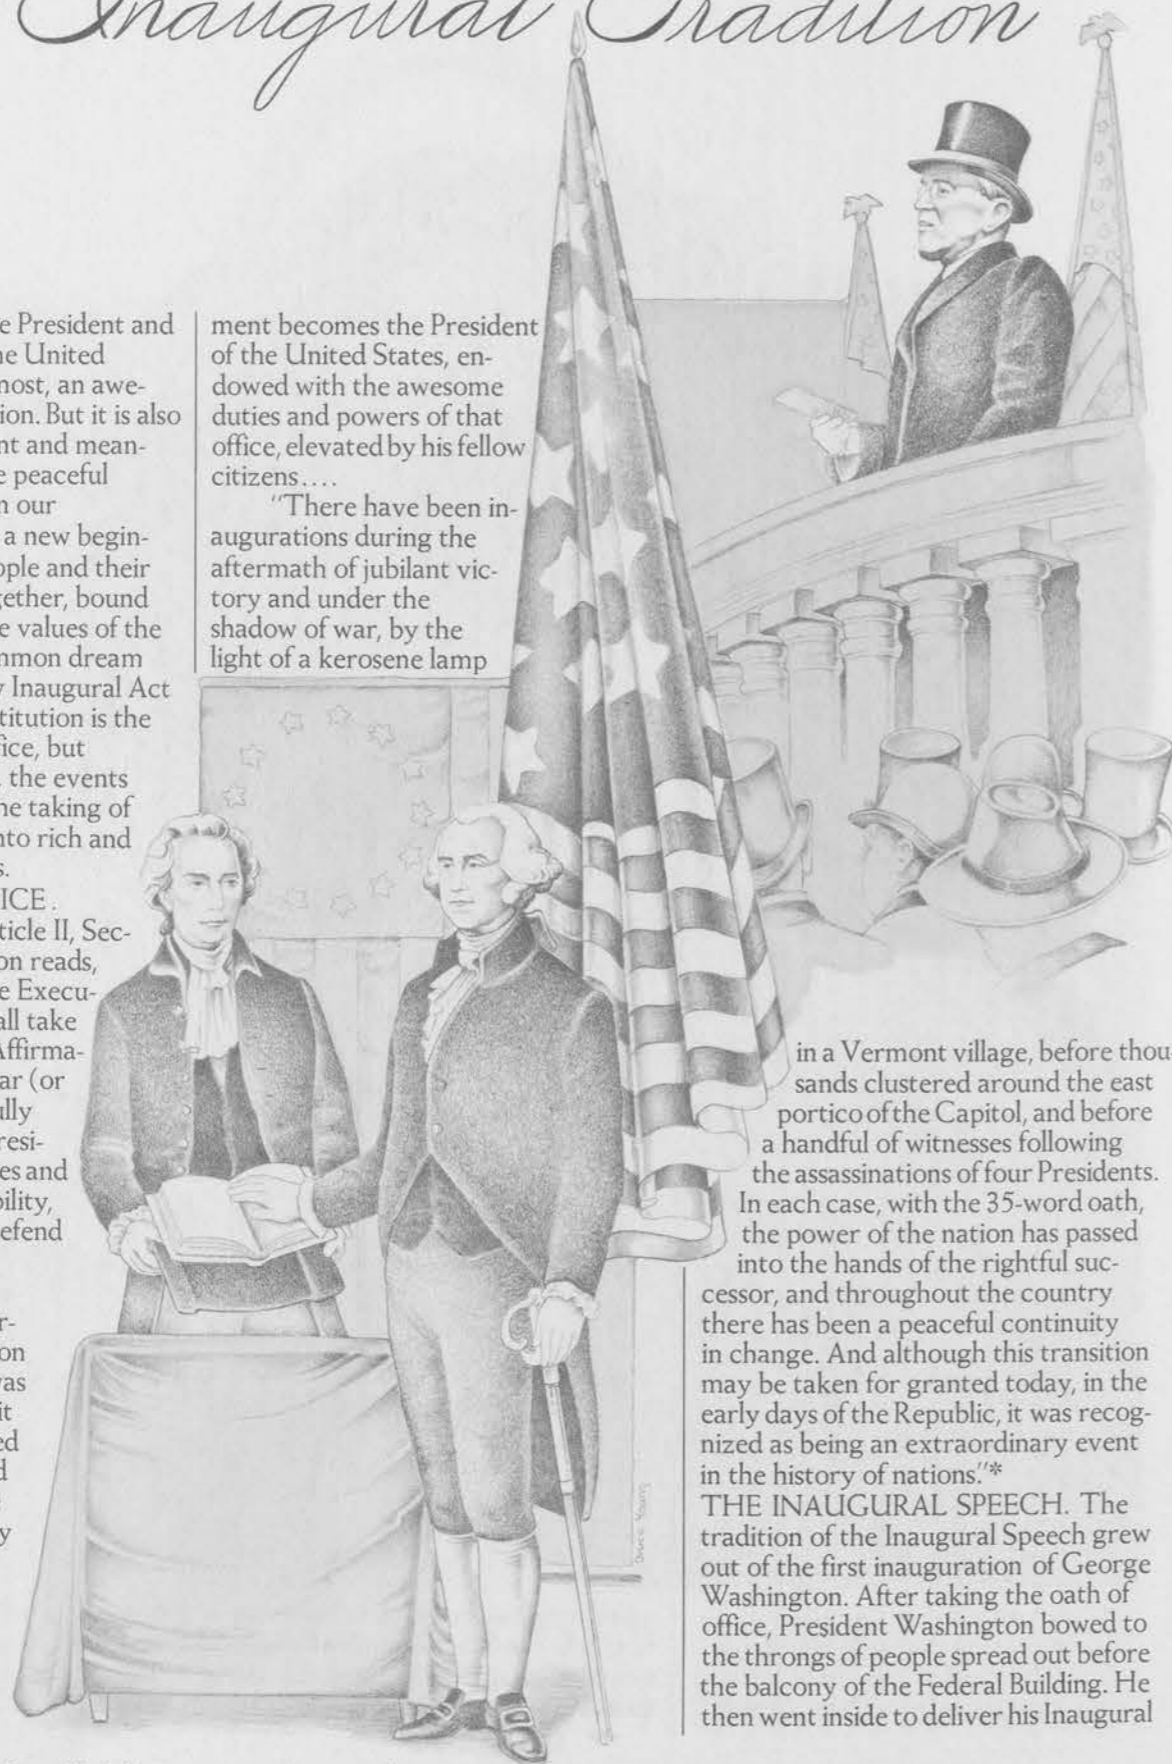 Inaugural Tradition
e President and
e United
most, an awe-
ion. But it is also
nt and mean-
e peaceful
n our
a new begin-
ople and their
gether, bound
e values of the
mmon dream
y Inaugural Act
titution is the
fice, but
the events
he taking of
nto rich and
s.
ICE.
ticle II, Sec-
on reads,
e Execu-
all take
Affirma-
ar (or
ully
resi-
es and
bility,
efend
r-
on
as
it
ed
d
y
ment becomes the President
of the United States, en-
dowed with the awesome
duties and powers of that
office, elevated by his fellow
citizens....
"There have been in-
augurations during the
aftermath of jubilant vic-
tory and under the
shadow of war, by the
light of a kerosene lamp
in a Vermont village, before thou-
sands clustered around the east
portico of the Capitol, and before
a handful of witnesses following
the assassinations of four Presidents.
In each case, with the 35-word oath,
the power of the nation has passed
into the hands of the rightful suc-
cessor, and throughout the country
there has been a peaceful continuity
in change. And although this transition
may be taken for granted today, in the
early days of the Republic, it was recog-
nized as being an extraordinary event
in the history of nations."*
THE INAUGURAL SPEECH. The
tradition of the Inaugural Speech grew
out of the first inauguration of George
Washington. After taking the oath of
office, President Washington bowed to
the throngs of people spread out before
the balcony of the Federal Building. He
then went inside to deliver his Inaugural